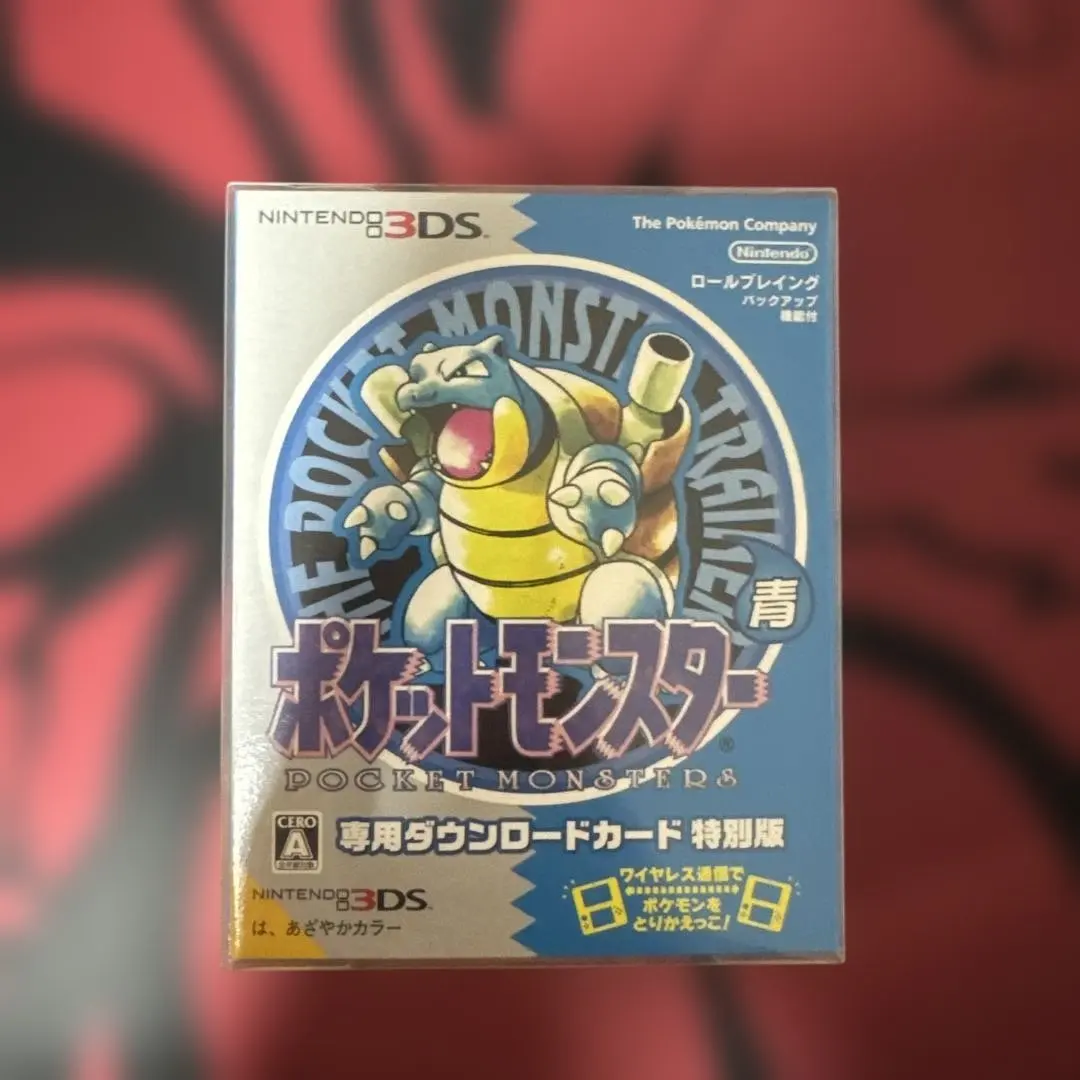 NINTENDO 3DS™
The Pokémon Company
Nintendo
ロールプレイング
バックアップ
機能付
THE POCKET MONSTERS TRAINER
青
ポケットモンスター
®
POCKET MONSTERS
CERO
A
専用ダウンロードカード 特別版
NINTENDO 3DS™
は、あざやかカラー
ワイヤレス通信で
ポケモンを
とりかえっこ!